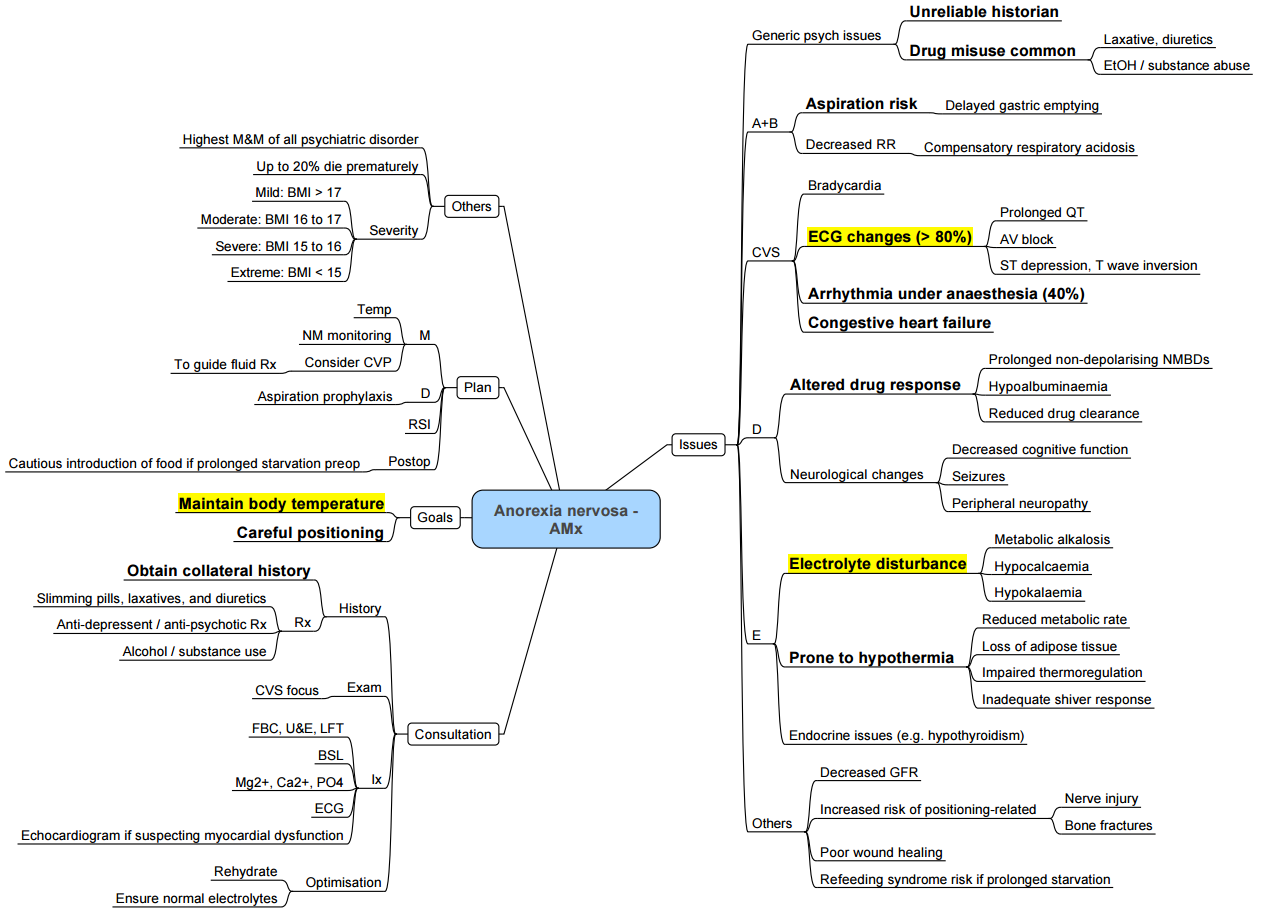 Anorexia nervosa -
AMx
Issues
Generic psych issues
Unreliable historian
Drug misuse common
Laxative, diuretics
EtOH / substance abuse
A+B
Aspiration risk
Delayed gastric emptying
Decreased RR
Compensatory respiratory acidosis
CVS
Bradycardia
ECG changes (> 80%)
Prolonged QT
AV block
ST depression, T wave inversion
Arrhythmia under anaesthesia (40%)
Congestive heart failure
D
Altered drug response
Prolonged non-depolarising NMBDs
Hypoalbuminaemia
Reduced drug clearance
Neurological changes
Decreased cognitive function
Seizures
Peripheral neuropathy
E
Electrolyte disturbance
Metabolic alkalosis
Hypocalcaemia
Hypokalaemia
Prone to hypothermia
Reduced metabolic rate
Loss of adipose tissue
Impaired thermoregulation
Inadequate shiver response
Endocrine issues (e.g. hypothyroidism)
Others
Decreased GFR
Increased risk of positioning-related
Nerve injury
Bone fractures
Poor wound healing
Refeeding syndrome risk if prolonged starvation
Others
Highest M&M of all psychiatric disorder
Up to 20% die prematurely
Severity
Mild: BMI > 17
Moderate: BMI 16 to 17
Severe: BMI 15 to 16
Extreme: BMI < 15
Plan
M
Temp
NM monitoring
Consider CVP
To guide fluid Rx
D
Aspiration prophylaxis
RSI
Postop
Cautious introduction of food if prolonged starvation preop
Goals
Maintain body temperature
Careful positioning
Consultation
History
Obtain collateral history
Rx
Slimming pills, laxatives, and diuretics
Anti-depressent / anti-psychotic Rx
Alcohol / substance use
Exam
CVS focus
Ix
FBC, U&E, LFT
BSL
Mg2+, Ca2+, PO4
ECG
Echocardiogram if suspecting myocardial dysfunction
Optimisation
Rehydrate
Ensure normal electrolytes